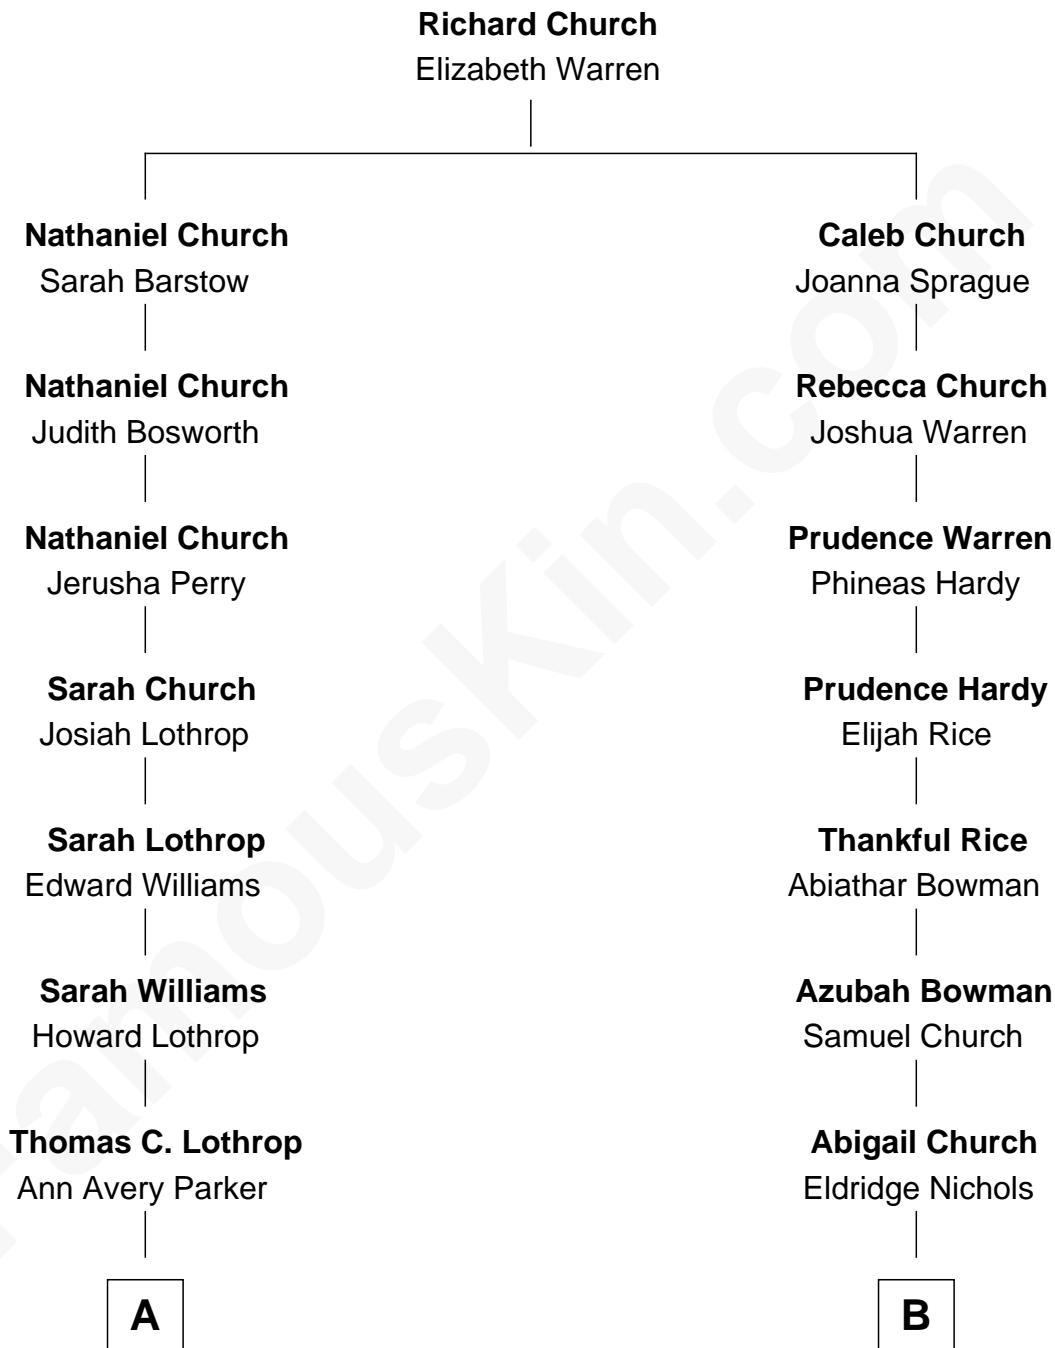 Richard Church
Elizabeth Warren
Nathaniel Church
Sarah Barstow
Caleb Church
Joanna Sprague
Nathaniel Church
Judith Bosworth
Rebecca Church
Joshua Warren
Nathaniel Church
Jerusha Perry
Prudence Warren
Phineas Hardy
Sarah Church
Josiah Lothrop
Prudence Hardy
Elijah Rice
Sarah Lothrop
Edward Williams
Thankful Rice
Abiathar Bowman
Sarah Williams
Howard Lothrop
Azubah Bowman
Samuel Church
Thomas C. Lothrop
Ann Avery Parker
Abigail Church
Eldridge Nichols
A
B
FamousKin.com